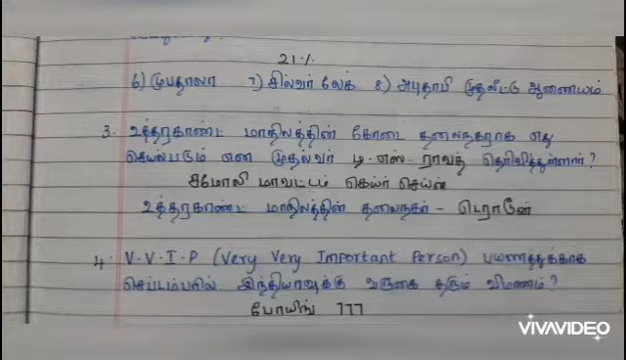 21%
6) முபதாலா 7) சில்வர் லேக் 8) அபுதாபி முதலீட்டு ஆணையம்
3. உத்தரகாண்ட் மாநிலத்தின் கோடை தலைநகராக எது
செயல்படும் என முதல்வர் டி.எஸ். ராவத் தெரிவித்துள்ளார்?
சமோலி மாவட்டம் கெய்ர் செய்ன்
உத்தரகாண்ட் மாநிலத்தின் தலைநகர் - டெராடூன்
4. V.V.I.P (Very Very Important Person) பயணத்துக்காக
செப்டம்பரில் இந்தியாவுக்கு வருகை தரும் விமானம்?
போயிங் 777
VIVAVIDEO